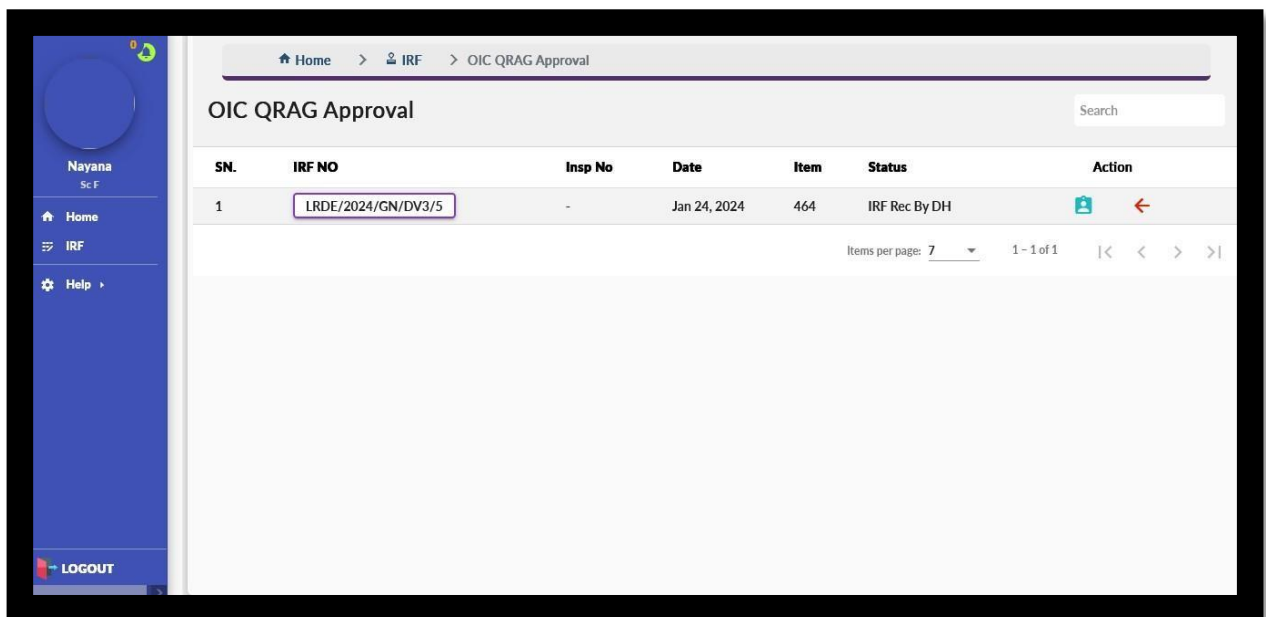 0
Nayana
Sc F
Home
IRF
Help
LOGOUT
Home > IRF > OIC QRAG Approval
OIC QRAG Approval
Search
SN. IRF NO Insp No Date Item Status Action
1 LRDE/2024/GN/DV3/5 - Jan 24, 2024 464 IRF Rec By DH
Items per page: 7 1 – 1 of 1